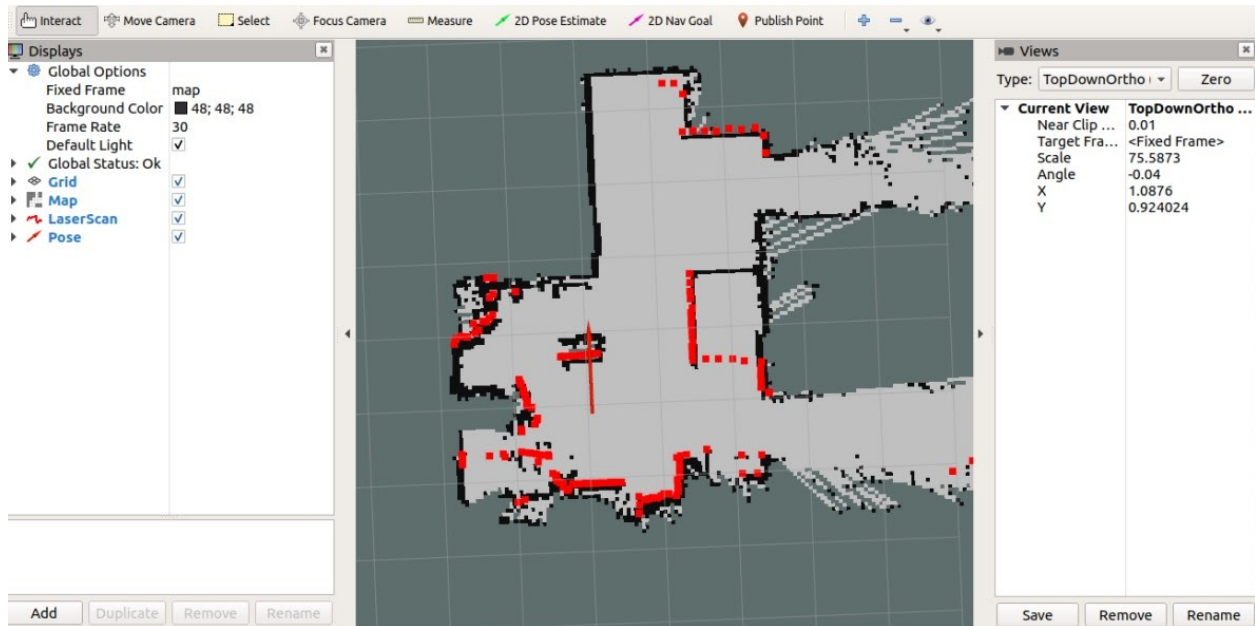 Interact Move Camera Select Focus Camera Measure 2D Pose Estimate 2D Nav Goal Publish Point
Displays
Global Options
Fixed Frame map
Background Color 48; 48; 48
Frame Rate 30
Default Light
Global Status: Ok
Grid
Map
LaserScan
Pose
Add Duplicate Remove Rename
Views
Type: TopDownOrtho ( Zero
Current View TopDownOrtho ...
Near Clip ... 0.01
Target Fra... <Fixed Frame>
Scale 75.5873
Angle -0.04
X 1.0876
Y 0.924024
Save Remove Rename